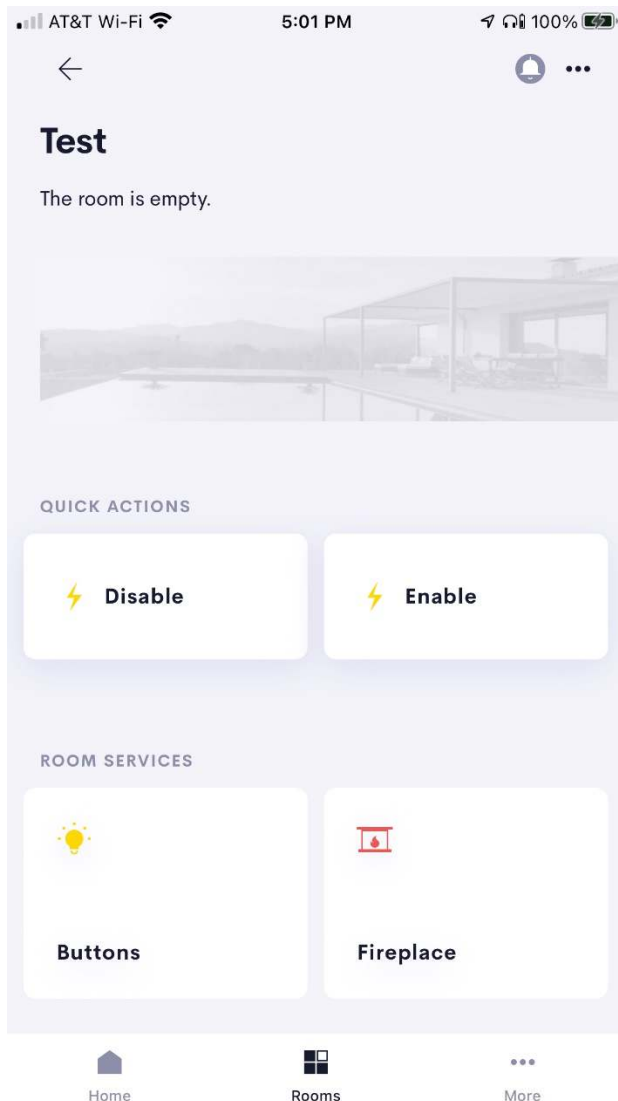 AT&T Wi-Fi 5:01 PM 100%
Test
The room is empty.
QUICK ACTIONS
Disable Enable
ROOM SERVICES
Buttons Fireplace
Home Rooms More